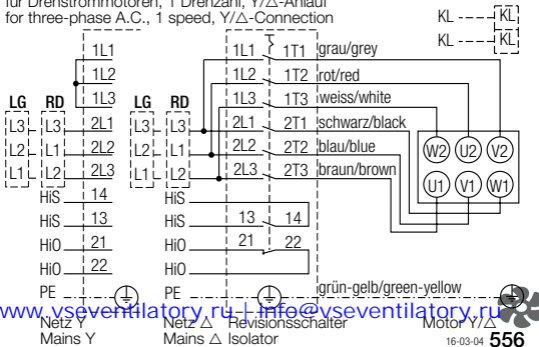 für Drehstrommotoren, 1 Drehzahl, Y/△-Anlauf
for three-phase A.C., 1 speed, Y/△-Connection
KL KL
KL KL
1L1 1L1 1T1 grau/grey
1L2 1L2 1T2 rot/red
LG RD 1L3 LG RD 1L3 1T3 weiss/white
L3 L3 2L1 L3 L3 2L1 2T1 schwarz/black
L2 L1 2L2 L2 L1 2L2 2T2 blau/blue
L1 L2 2L3 L1 L2 2L3 2T3 braun/brown
W2 U2 V2
U1 V1 W1
HiS 14 HiS
HiS 13 HiS 13 14
HiO 21 HiO 21 22
HiO 22 HiO
PE PE grün-gelb/green-yellow
www.vseventilatory.ru | info@vseventilatory.ru
Netz Y Netz △ Revisionsschalter Motor Y/△
Mains Y Mains △ Isolator 16-03-04 556